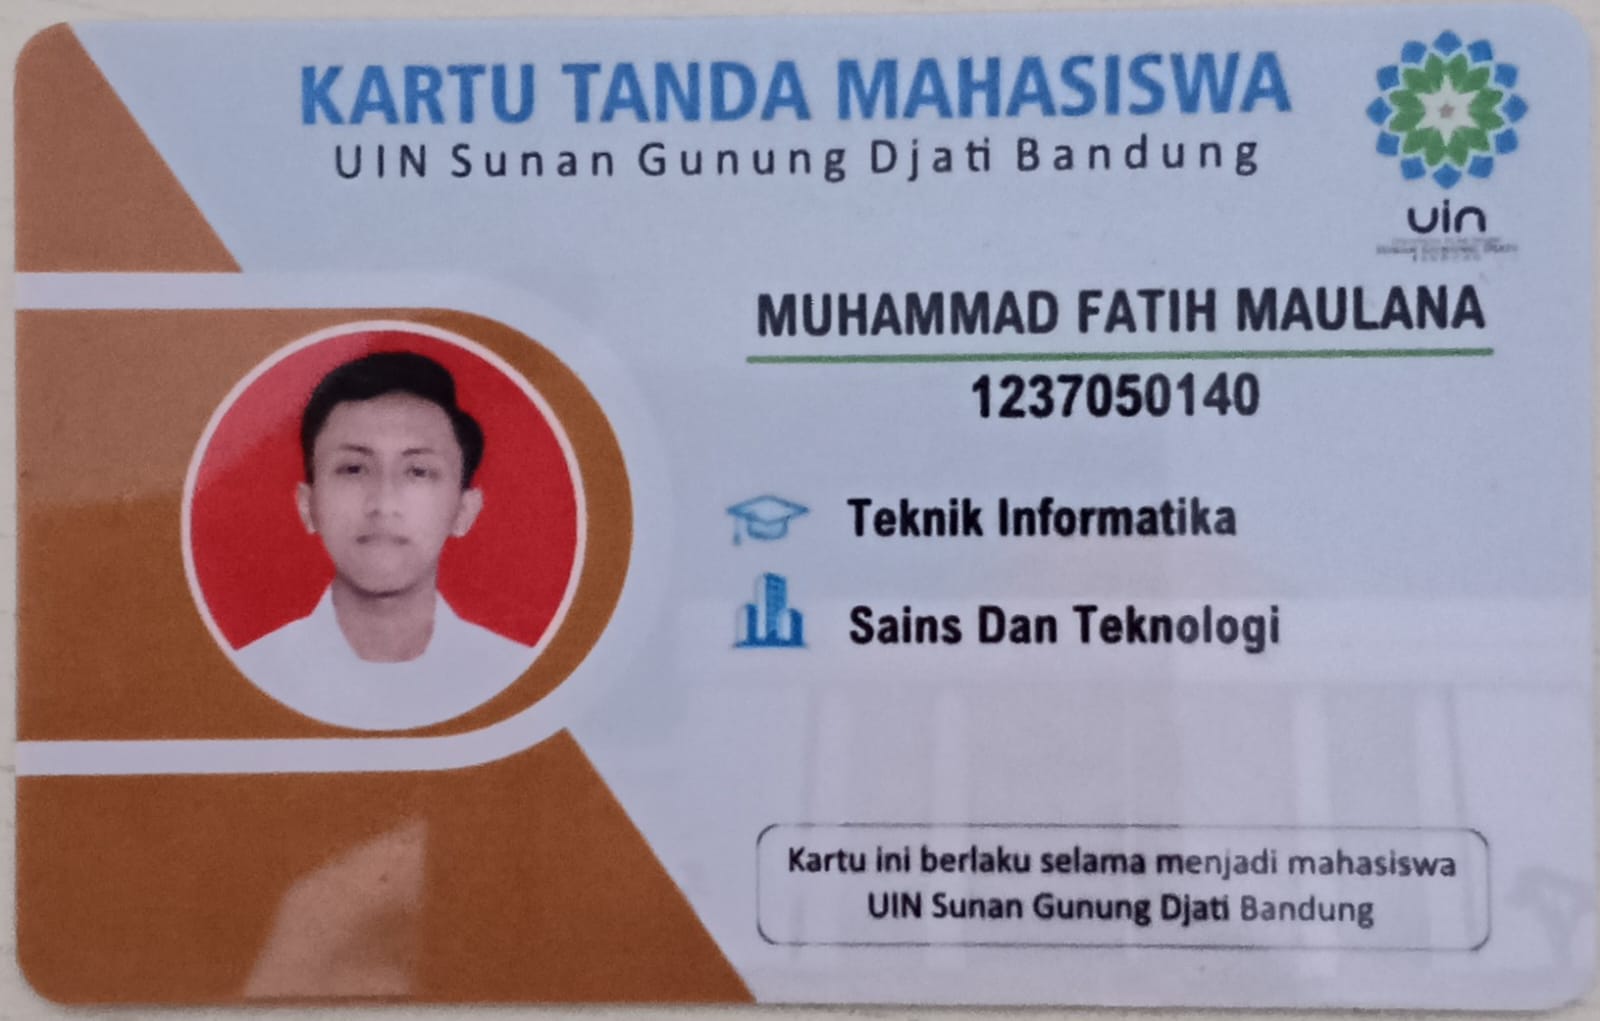 KARTU TANDA MAHASISWA
UIN Sunan Gunung Djati Bandung
uin
MUHAMMAD FATIH MAULANA
1237050140
Teknik Informatika
Sains Dan Teknologi
Kartu ini berlaku selama menjadi mahasiswa
UIN Sunan Gunung Djati Bandung